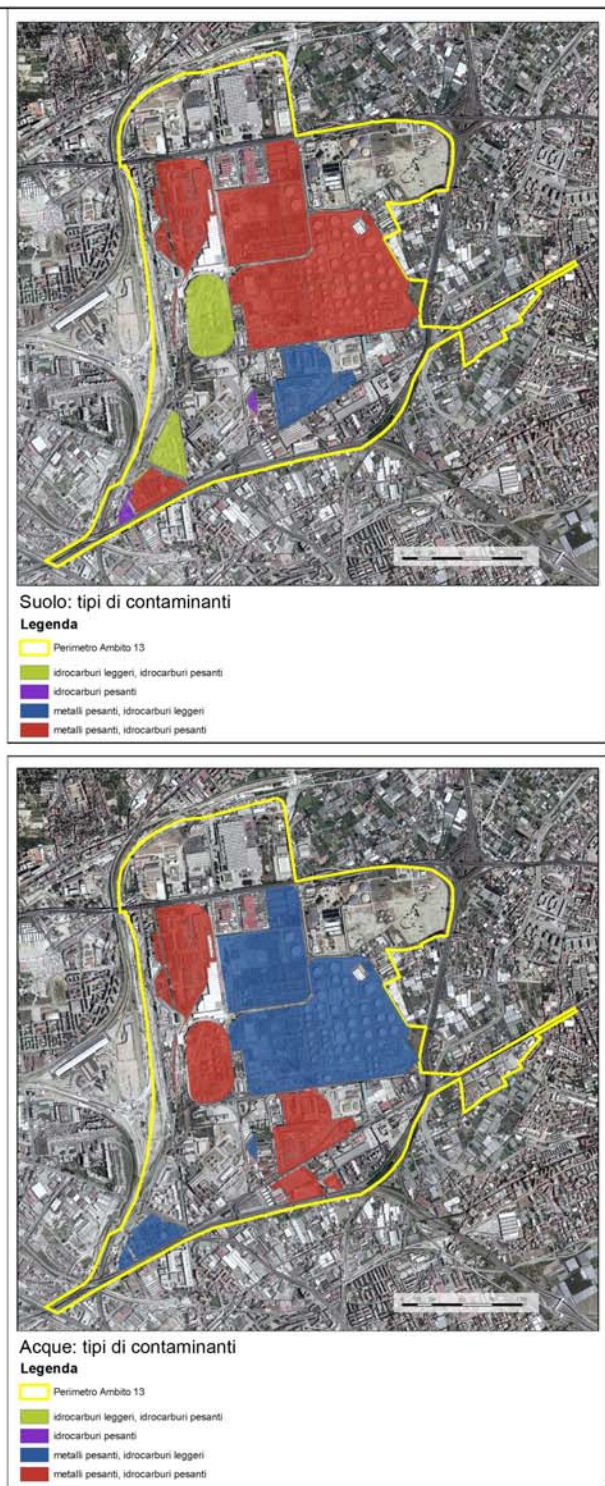 Suolo: tipi di contaminanti
Legenda
Perimetro Ambito 13
idrocarburi leggeri, idrocarburi pesanti
idrocarburi pesanti
metalli pesanti, idrocarburi leggeri
metalli pesanti, idrocarburi pesanti
Acque: tipi di contaminanti
Legenda
Perimetro Ambito 13
idrocarburi leggeri, idrocarburi pesanti
idrocarburi pesanti
metalli pesanti, idrocarburi leggeri
metalli pesanti, idrocarburi pesanti